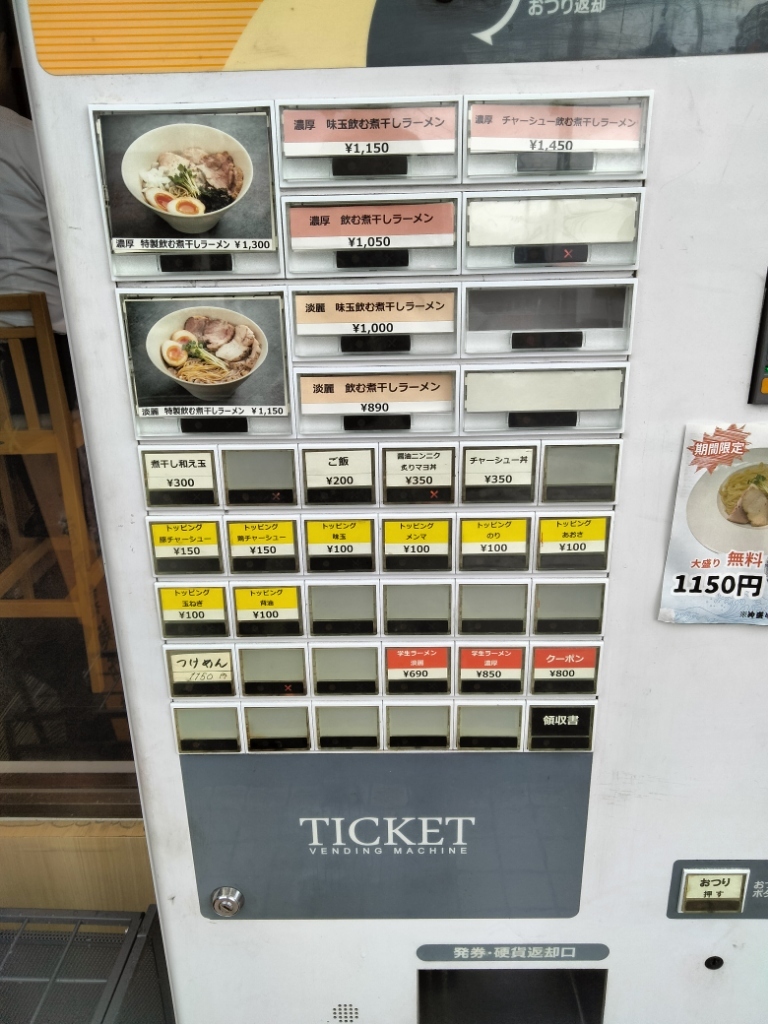 おつり返却
濃厚 味玉飲む煮干しラーメン
¥1,150
濃厚 チャーシュー飲む煮干しラーメン
¥1,450
濃厚 特製飲む煮干しラーメン ¥1,300
濃厚 飲む煮干しラーメン
¥1,050
淡麗 味玉飲む煮干しラーメン
¥1,000
淡麗 特製飲む煮干しラーメン ¥1,150
淡麗 飲む煮干しラーメン
¥890
煮干し和え玉
¥300
ご飯
¥200
醤油ニンニク
炙りマヨ丼
¥350
チャーシュー丼
¥350
トッピング
豚チャーシュー
¥150
トッピング
鶏チャーシュー
¥150
トッピング
味玉
¥100
トッピング
メンマ
¥100
トッピング
のり
¥100
トッピング
あおさ
¥100
トッピング
玉ねぎ
¥100
トッピング
背油
¥100
つけめん
1150円
学生ラーメン
淡麗
¥690
学生ラーメン
濃厚
¥850
クーポン
¥800
領収書
期間限定
大盛り 無料
1150円
TICKET
VENDING MACHINE
おつり
押す
発券・硬貨返却口